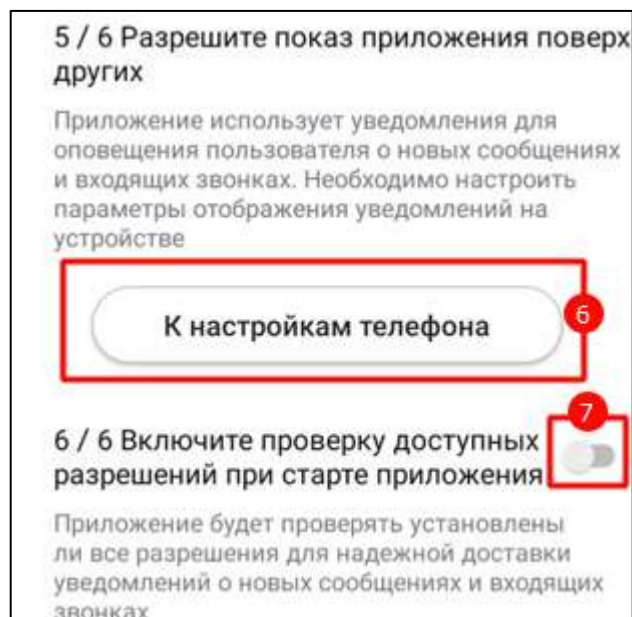 5 / 6 Разрешите показ приложения поверх
других
Приложение использует уведомления для
оповещения пользователя о новых сообщениях
и входящих звонках. Необходимо настроить
параметры отображения уведомлений на
устройстве
К настройкам телефона
6
7
6 / 6 Включите проверку доступных
разрешений при старте приложения
Приложение будет проверять установлены
ли все разрешения для надежной доставки
уведомлений о новых сообщениях и входящих
звонках